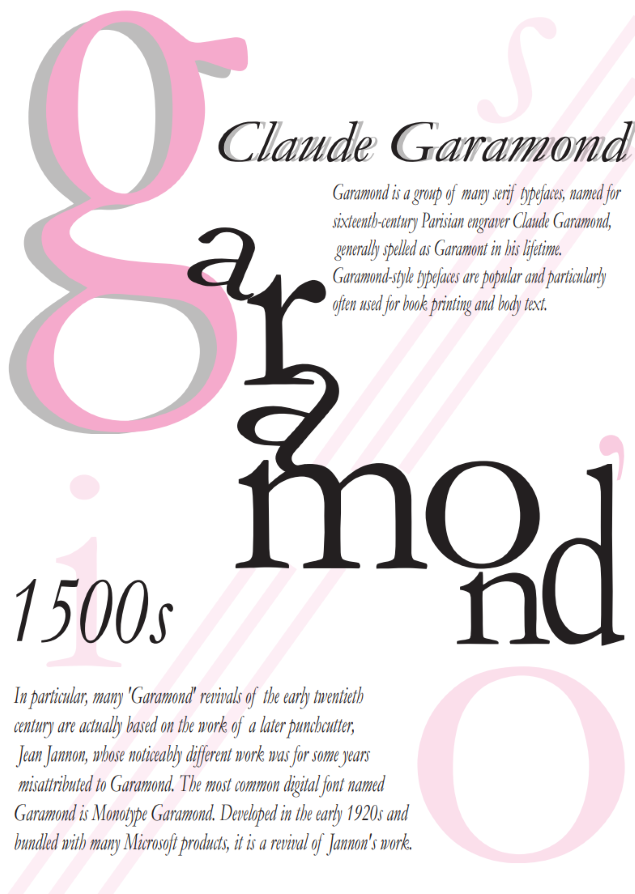 s
Claude Garamond
Garamond is a group of many serif typefaces, named for
sixteenth-century Parisian engraver Claude Garamond,
generally spelled as Garamont in his lifetime.
Garamond-style typefaces are popular and particularly
often used for book printing and body text.
garamond
,
i
1500s
In particular, many 'Garamond' revivals of the early twentieth
century are actually based on the work of a later punchcutter,
Jean Jannon, whose noticeably different work was for some years
misattributed to Garamond. The most common digital font named
Garamond is Monotype Garamond. Developed in the early 1920s and
bundled with many Microsoft products, it is a revival of Jannon's work.
o